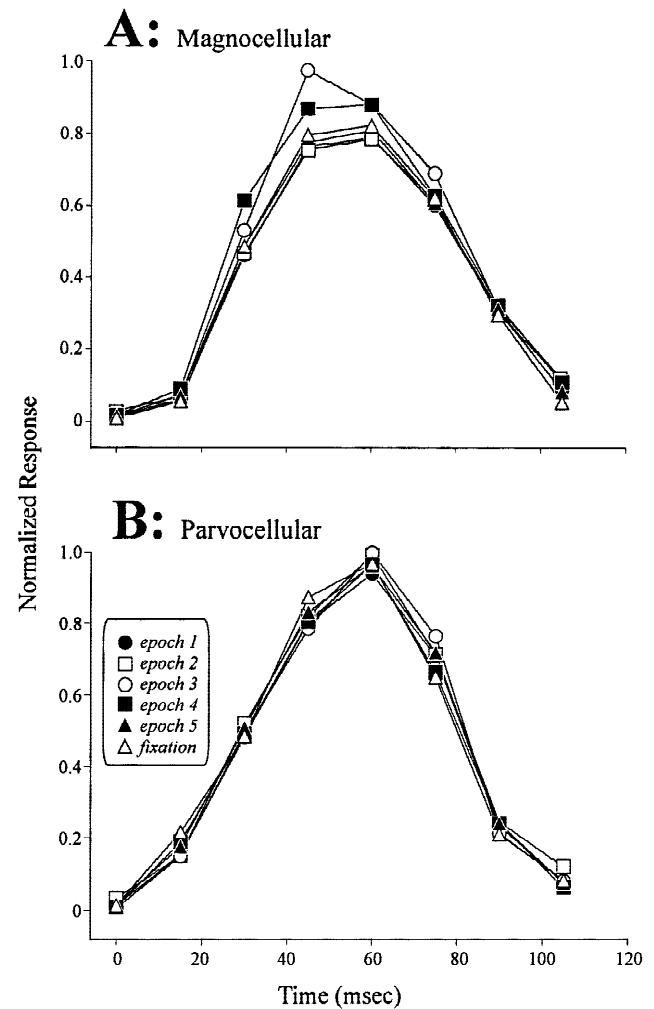 A: Magnocellular
1.0
0.8
0.6
0.4
0.2
0
Normalized Response
B: Parvocellular
1.0
0.8
0.6
0.4
0.2
0
epoch 1
epoch 2
epoch 3
epoch 4
epoch 5
fixation
0 20 40 60 80 100 120
Time (msec)